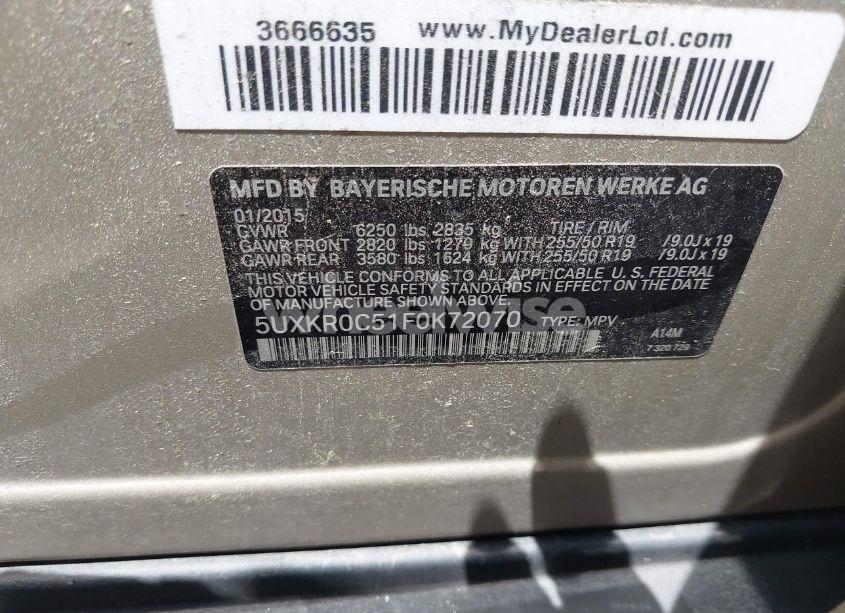 3666635 www.MyDealerLot.com
MFD BY BAYERISCHE MOTOREN WERKE AG
01/2015
GVWR 6250 lbs 2835 kg TIRE / RIM
GAWR FRONT 2820 lbs 1279 kg WITH 255/50 R19 /9.0J x 19
GAWR REAR 3580 lbs 1624 kg WITH 255/50 R19 /9.0J x 19
THIS VEHICLE CONFORMS TO ALL APPLICABLE U. S. FEDERAL
MOTOR VEHICLE SAFETY STANDARDS IN EFFECT ON THE DATE
OF MANUFACTURE SHOWN ABOVE.
5UXKR0C51F0K72070 TYPE: MPV
A14M
7320729